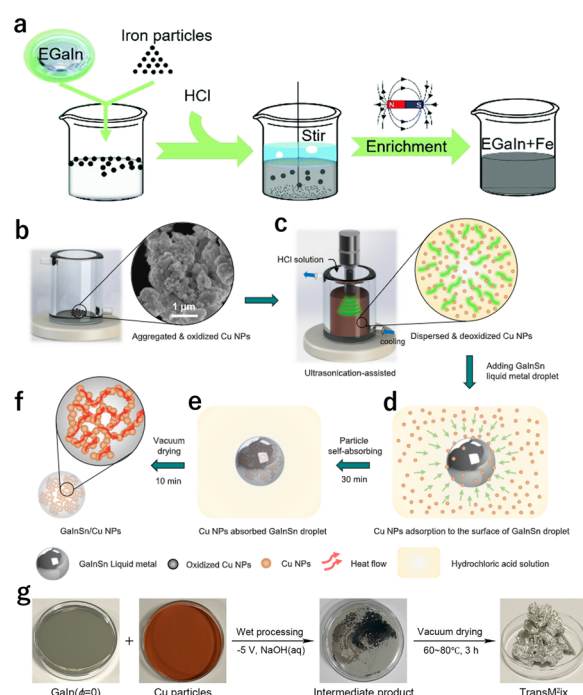 a
EGaIn
Iron particles
HCl
Stir
N S
Enrichment
EGaIn+Fe
b
1 μm
Aggregated & oxidized Cu NPs
c
HCl solution
cooling
Ultrasonication-assisted
Dispersed & deoxidized Cu NPs
Adding GaInSn
liquid metal droplet
f
Vacuum
drying
10 min
GaInSn/Cu NPs
e
Cu NPs absorbed GaInSn droplet
Particle
self-absorbing
30 min
d
Cu NPs adsorption to the surface of GaInSn droplet
GaInSn Liquid metal
Oxidized Cu NPs
Cu NPs
Heat flow
Hydrochloric acid solution
g
+
Wet processing
-5 V, NaOH(aq)
Vacuum drying
60~80℃, 3 h
GaIn(ϕ=0)
Cu particles
Intermediate product
TransM²ix